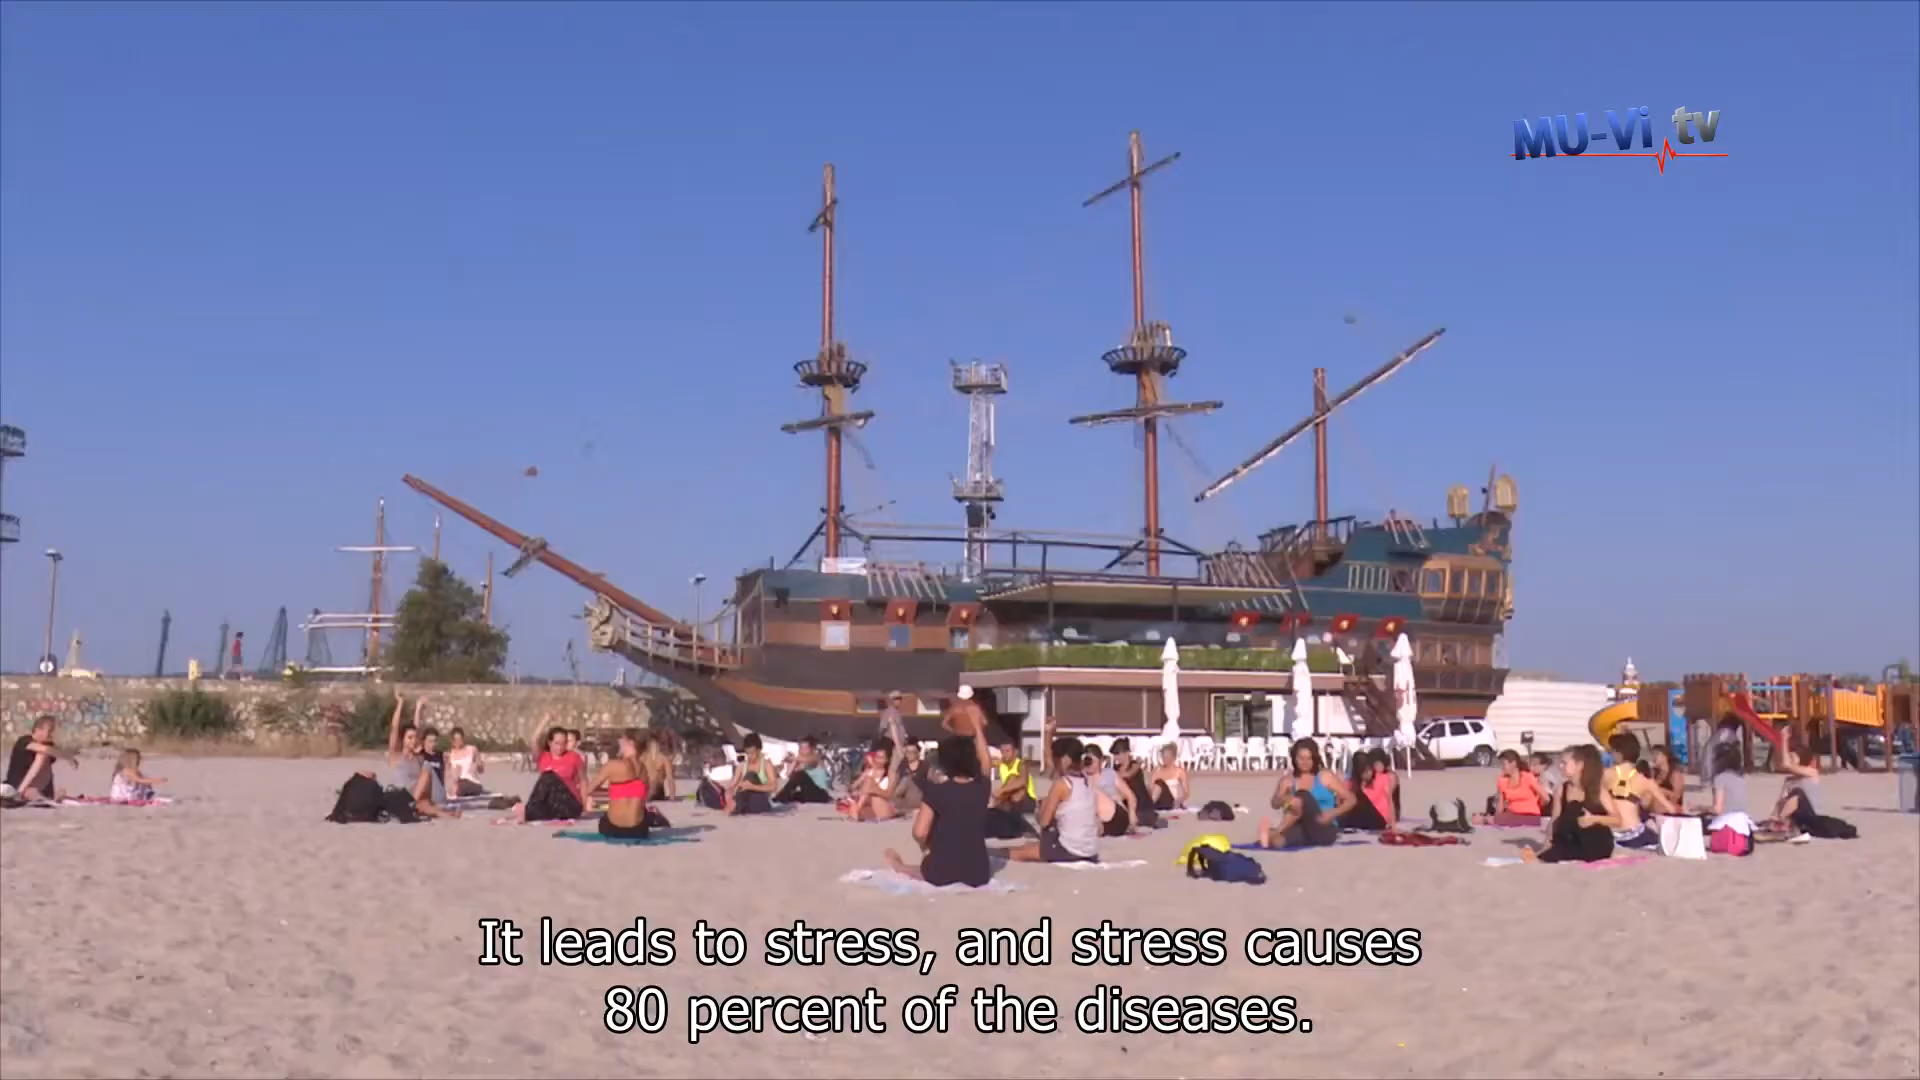 MU-Vi tv
It leads to stress, and stress causes
80 percent of the diseases.